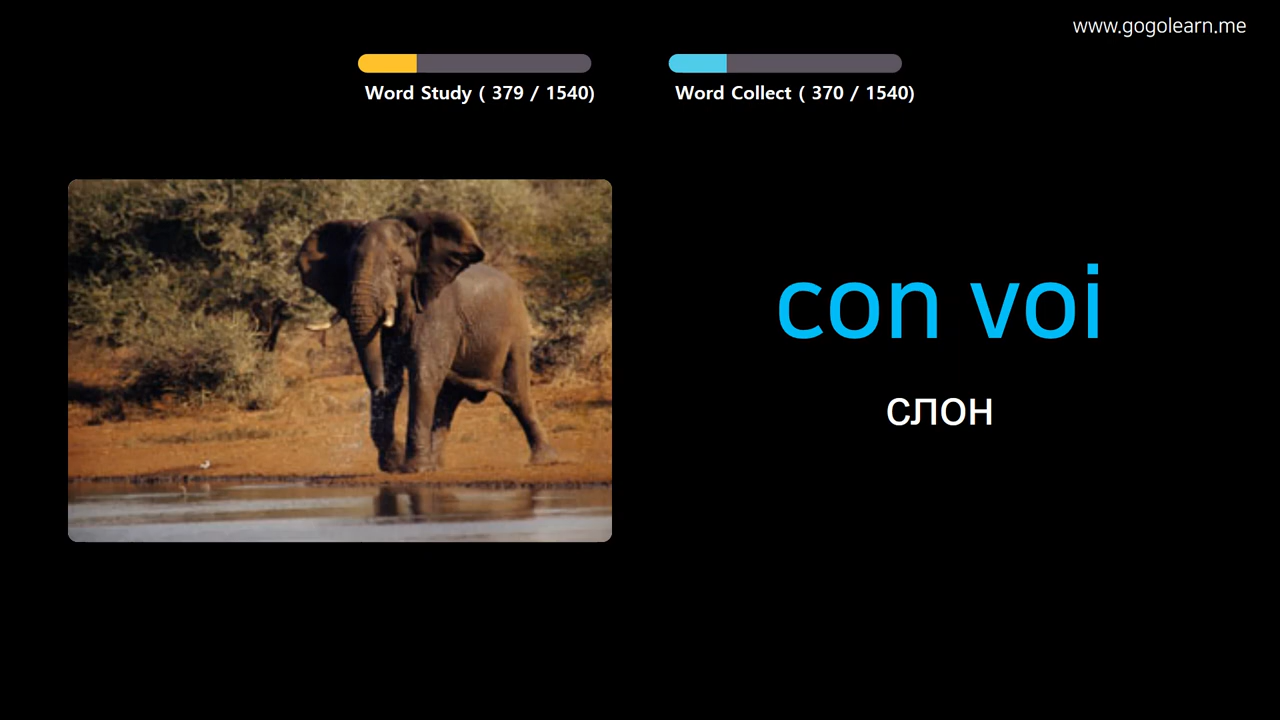 www.gogolearn.me
Word Study ( 379 / 1540)
Word Collect ( 370 / 1540)
con voi
слон